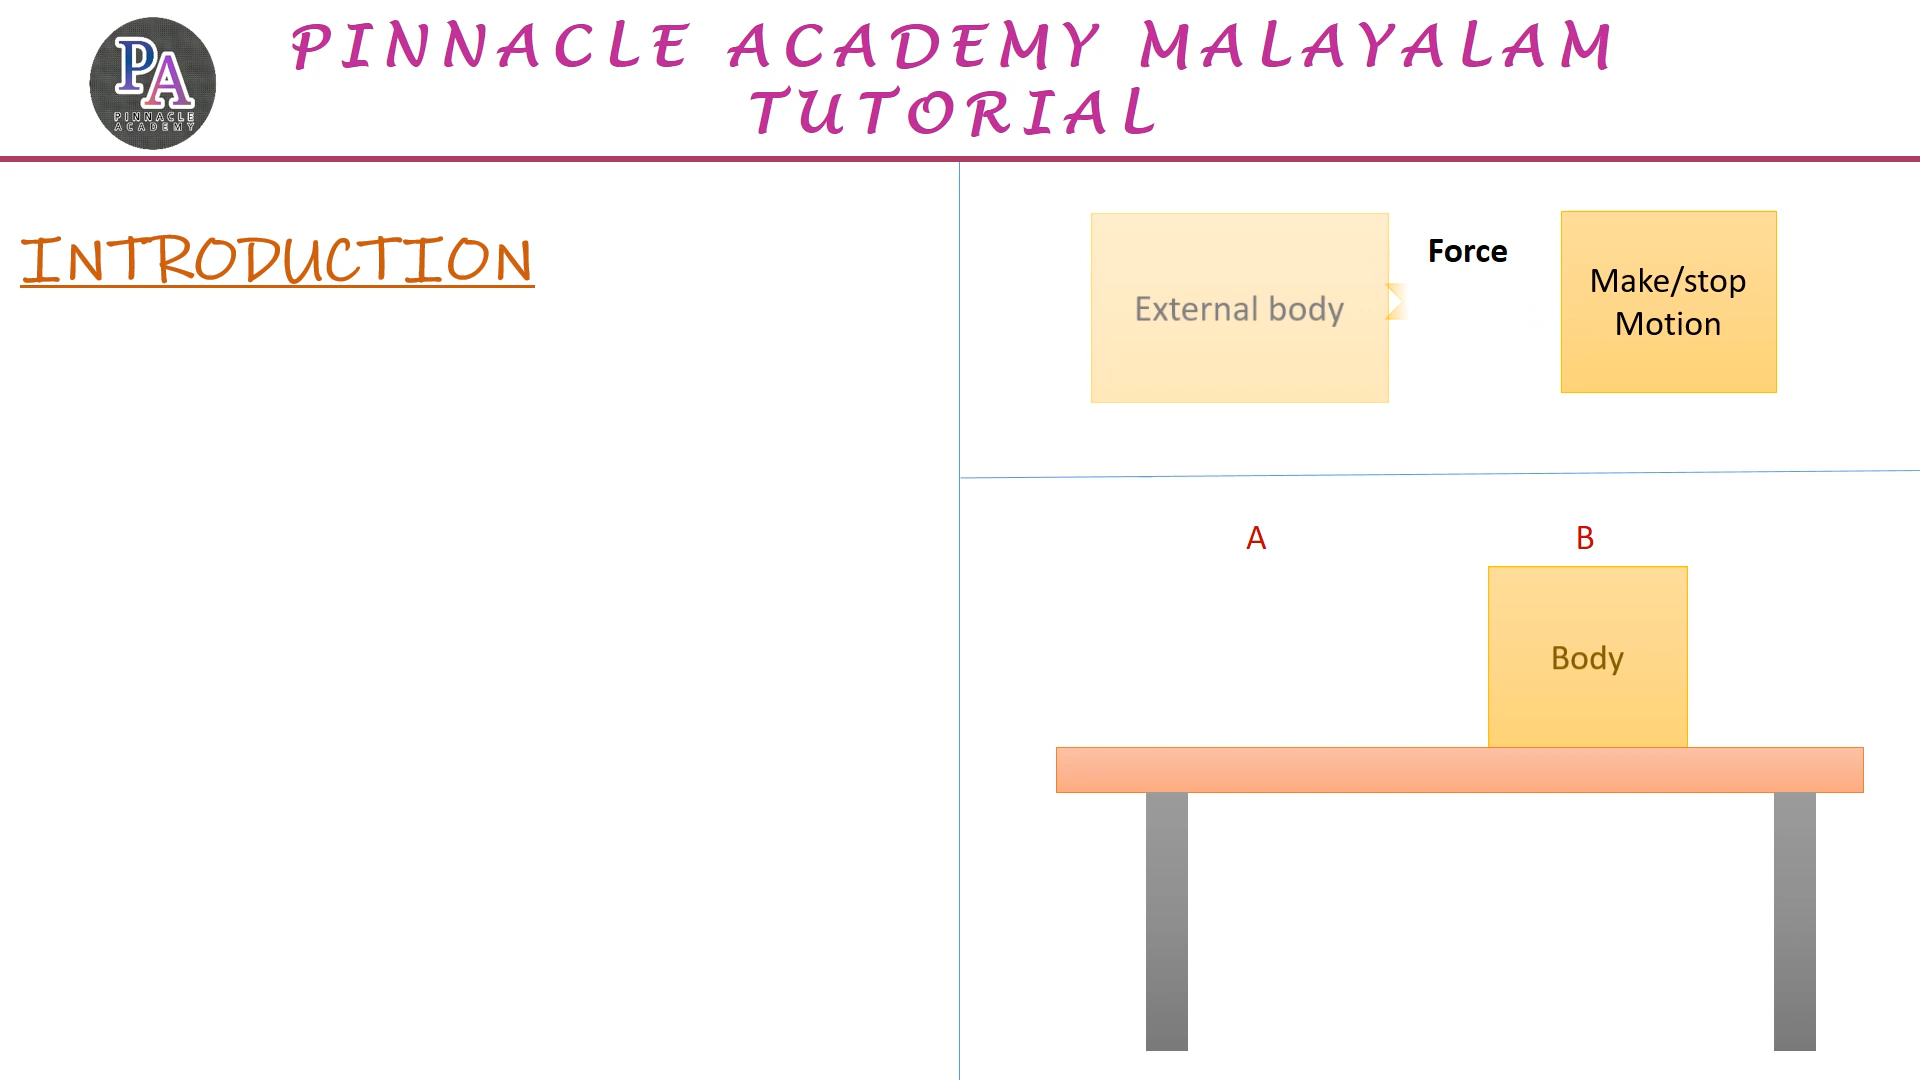 PA
PINNACLE
ACADEMY
PINNACLE ACADEMY MALAYALAM
TUTORIAL
INTRODUCTION
External body
Force
Make/stop
Motion
A
B
Body